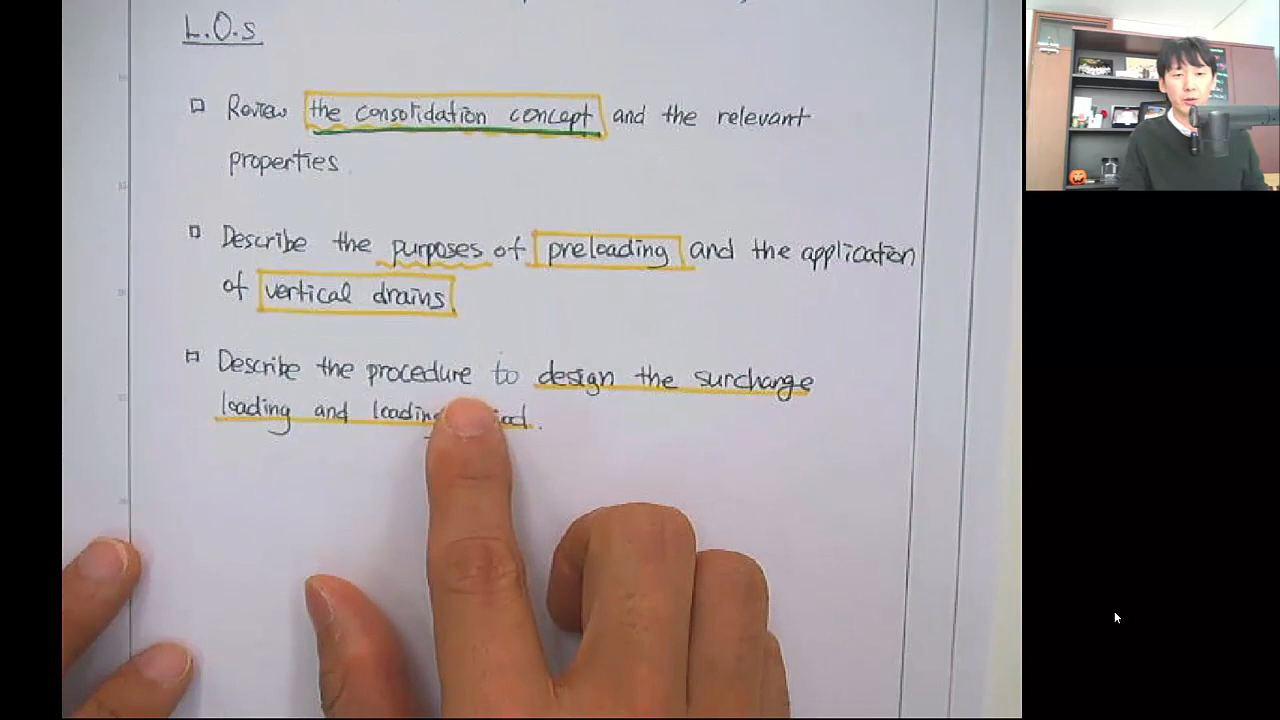 L.O.s
Review the consolidation concept and the relevant
properties.
Describe the purposes of preloading and the application
of vertical drains
Describe the procedure to design the surcharge
loading and loading